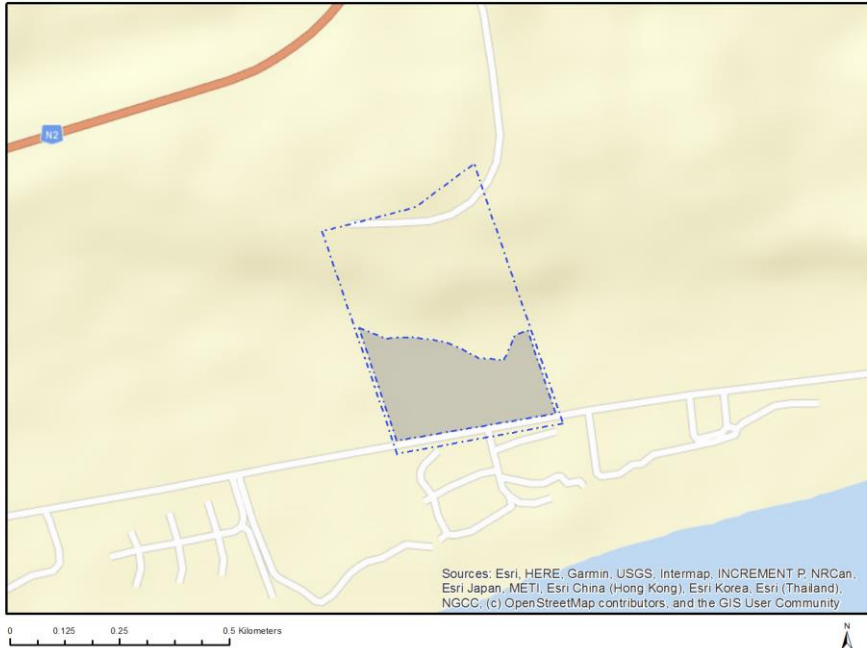 N2
Sources: Esri, HERE, Garmin, USGS, Intermap, INCREMENT P, NRCan,
Esri Japan, METI, Esri China (Hong Kong), Esri Korea, Esri (Thailand),
NGCC, (c) OpenStreetMap contributors, and the GIS User Community
0 0.125 0.25 0.5 Kilometers
N